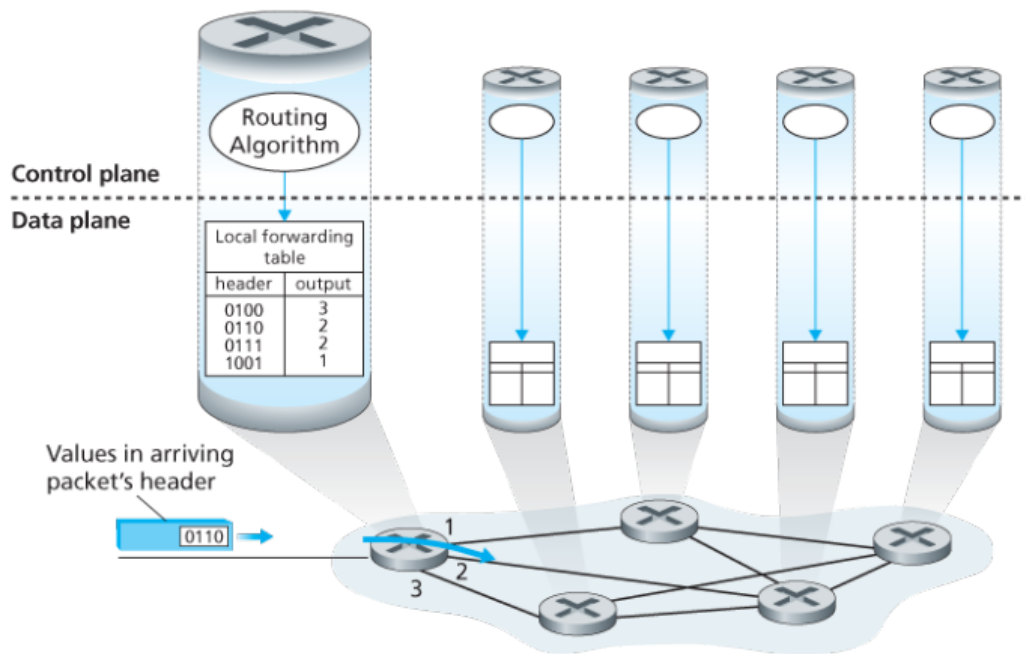 Routing
Algorithm
Control plane
Data plane
Local forwarding
table
header output
0100 3
0110 2
0111 2
1001 1
Values in arriving
packet's header
0110
1
2
3